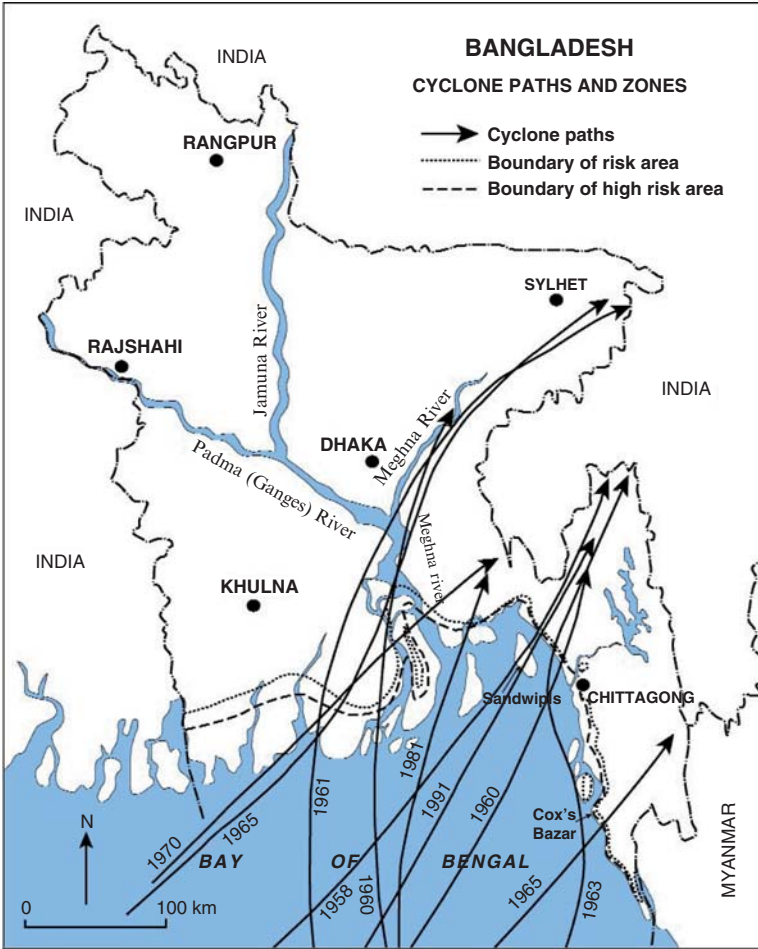 BANGLADESH
CYCLONE PATHS AND ZONES
Cyclone paths
Boundary of risk area
Boundary of high risk area
INDIA
RANGPUR
INDIA
SYLHET
Jamuna River
RAJSHAHI
INDIA
DHAKA
Meghna River
Padma (Ganges) River
Meghna river
INDIA
KHULNA
Sandwipls
CHITTAGONG
1961
1981
1991
1960
Cox's
Bazar
1970
1965
BAY OF BENGAL
1958
1960
1965
1963
MYANMAR
N
0 100 km